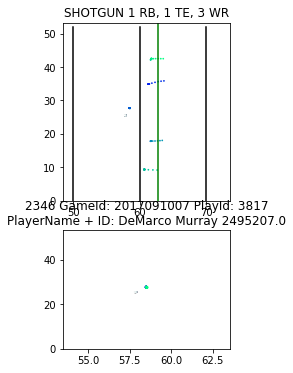 SHOTGUN 1 RB, 1 TE, 3 WR
50
40
30
20
10
0
50 60 70
2346 GameId: 2017091007 PlayId: 3817
PlayerName + ID: DeMarco Murray 2495207.0
40
20
0
55.0 57.5 60.0 62.5